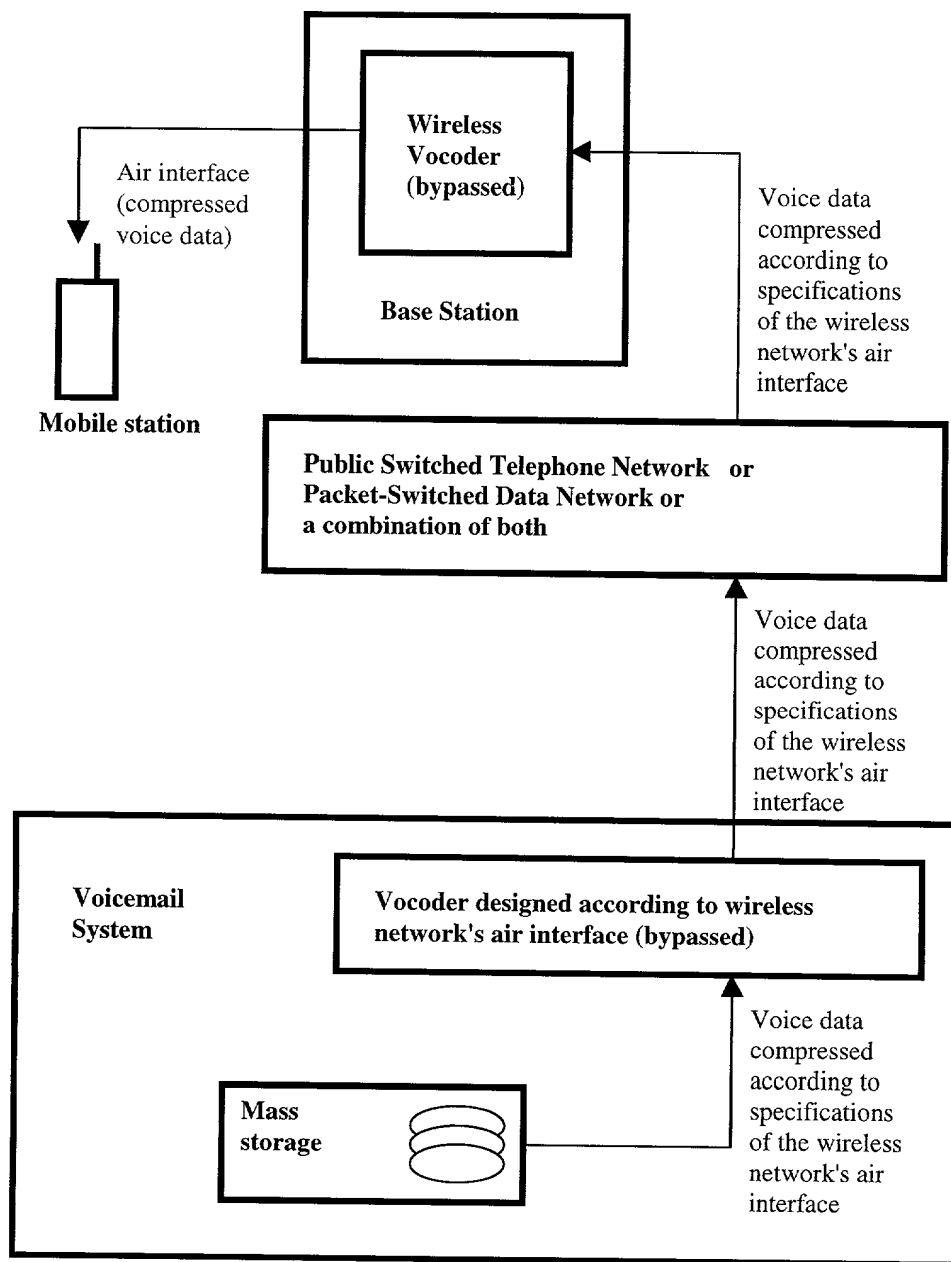 Wireless
Vocoder
(bypassed)
Air interface
(compressed
voice data)
Base Station
Voice data
compressed
according to
specifications
of the wireless
network's air
interface
Mobile station
Public Switched Telephone Network or
Packet-Switched Data Network or
a combination of both
Voice data
compressed
according to
specifications
of the wireless
network's air
interface
Voicemail
System
Vocoder designed according to wireless
network's air interface (bypassed)
Voice data
compressed
according to
specifications
of the wireless
network's air
interface
Mass
storage